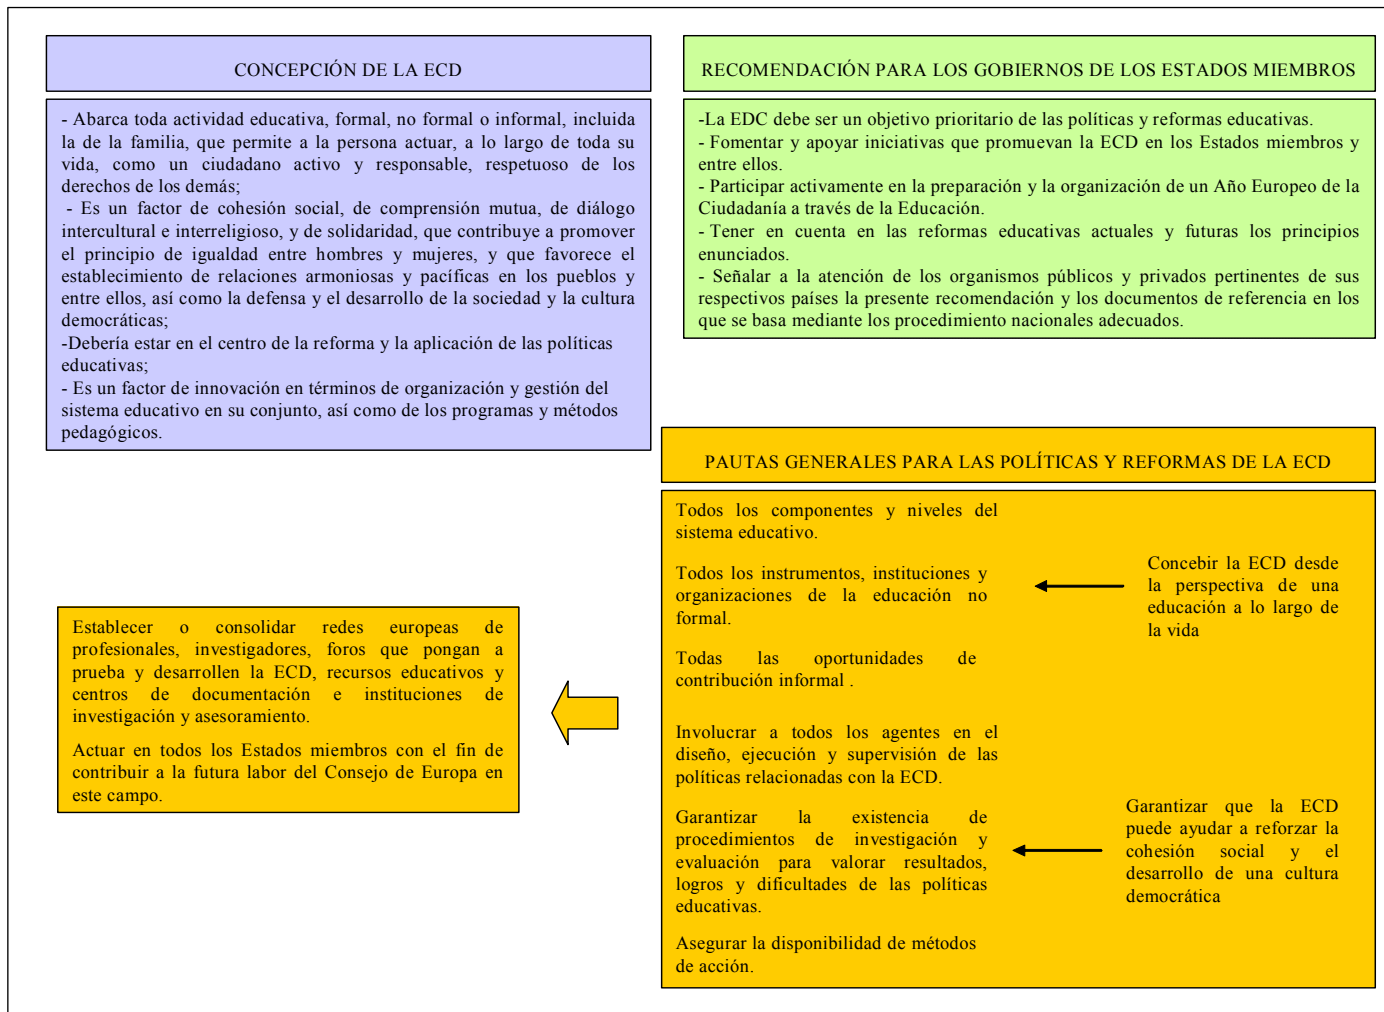 CONCEPCIÓN DE LA ECD
- Abarca toda actividad educativa, formal, no formal o informal, incluida
la de la familia, que permite a la persona actuar, a lo largo de toda su
vida, como un ciudadano activo y responsable, respetuoso de los
derechos de los demás;
- Es un factor de cohesión social, de comprensión mutua, de diálogo
intercultural e interreligioso, y de solidaridad, que contribuye a promover
el principio de igualdad entre hombres y mujeres, y que favorece el
establecimiento de relaciones armoniosas y pacíficas en los pueblos y
entre ellos, así como la defensa y el desarrollo de la sociedad y la cultura
democráticas;
-Debería estar en el centro de la reforma y la aplicación de las políticas
educativas;
- Es un factor de innovación en términos de organización y gestión del
sistema educativo en su conjunto, así como de los programas y métodos
pedagógicos.
RECOMENDACIÓN PARA LOS GOBIERNOS DE LOS ESTADOS MIEMBROS
-La EDC debe ser un objetivo prioritario de las políticas y reformas educativas.
- Fomentar y apoyar iniciativas que promuevan la ECD en los Estados miembros y
entre ellos.
- Participar activamente en la preparación y la organización de un Año Europeo de la
Ciudadanía a través de la Educación.
- Tener en cuenta en las reformas educativas actuales y futuras los principios
enunciados.
- Señalar a la atención de los organismos públicos y privados pertinentes de sus
respectivos países la presente recomendación y los documentos de referencia en los
que se basa mediante los procedimiento nacionales adecuados.
PAUTAS GENERALES PARA LAS POLÍTICAS Y REFORMAS DE LA ECD
Todos los componentes y niveles del
sistema educativo.
Todos los instrumentos, instituciones y
organizaciones de la educación no
formal.
Todas las oportunidades de
contribución informal .
Involucrar a todos los agentes en el
diseño, ejecución y supervisión de las
políticas relacionadas con la ECD.
Garantizar la existencia de
procedimientos de investigación y
evaluación para valorar resultados,
logros y dificultades de las políticas
educativas.
Asegurar la disponibilidad de métodos
de acción.
Concebir la ECD desde
la perspectiva de una
educación a lo largo de
la vida
Garantizar que la ECD
puede ayudar a reforzar la
cohesión social y el
desarrollo de una cultura
democrática
Establecer o consolidar redes europeas de
profesionales, investigadores, foros que pongan a
prueba y desarrollen la ECD, recursos educativos y
centros de documentación e instituciones de
investigación y asesoramiento.
Actuar en todos los Estados miembros con el fin de
contribuir a la futura labor del Consejo de Europa en
este campo.